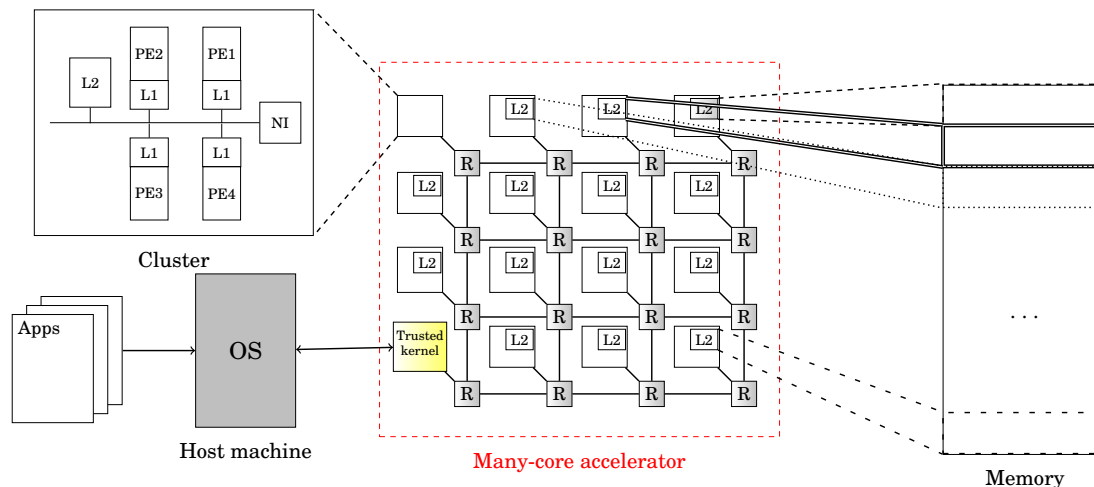 PE2 PE1
L2
L1 L1
NI
L1 L1
PE3 PE4
Cluster
L2 L2 L2
R R R R
L2 L2 L2 L2
R R R R
L2 L2 L2 L2
R R R R
Apps
OS
Trusted
kernel
L2 L2 L2
R R R R
Host machine
Many-core accelerator
. . .
Memory